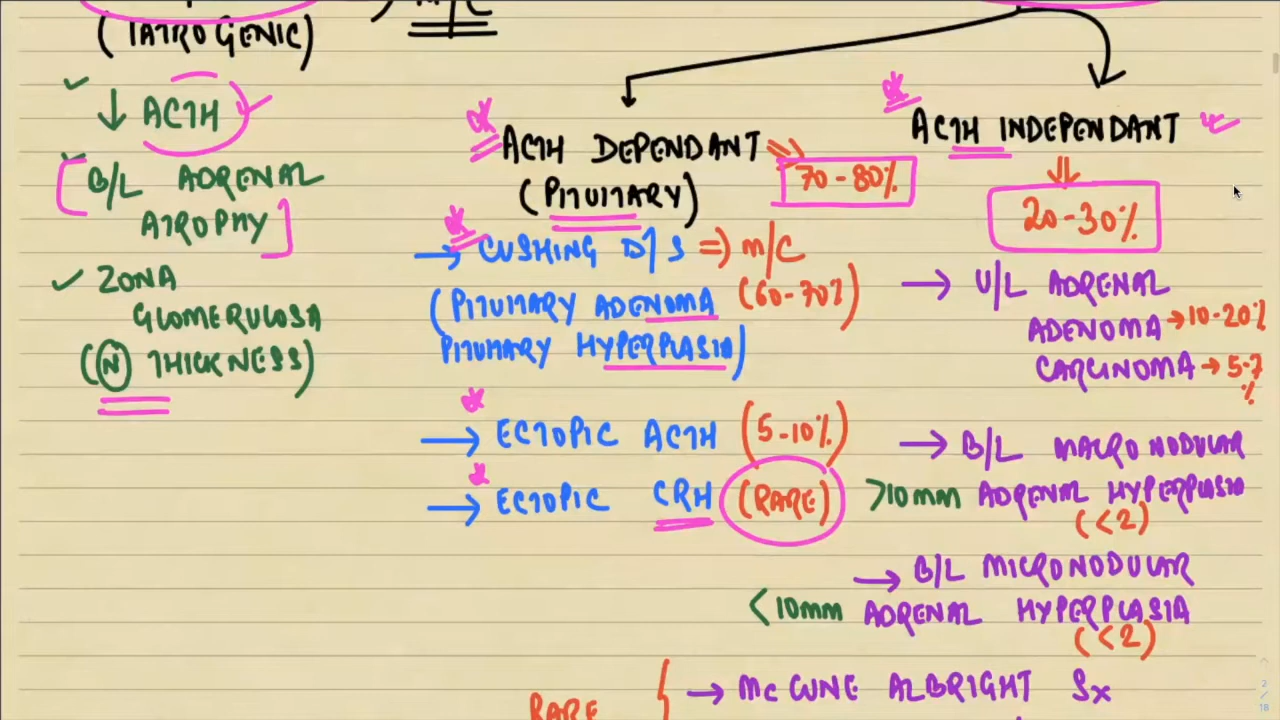 (IATROGENIC)
M/C
↓ ACTH
B/L ADRENAL
ATROPHY
ZONA
GLOMERULOSA
(N THICKNESS)
ACTH DEPENDANT
(PITUITARY)
70-80%
→ CUSHING D/S ⇒ M/C
(PITUITARY ADENOMA (60-70%)
PITUITARY HYPERPLASIA)
→ ECTOPIC ACTH (5-10%)
→ ECTOPIC CRH (RARE)
ACTH INDEPENDANT
20-30%
→ U/L ADRENAL
ADENOMA → 10-20%
CARCINOMA → 5-7
%
→ B/L MACRONODULAR
>10mm ADRENAL HYPERPLASIA
(<2)
→ B/L MICRONODULAR
<10mm ADRENAL HYPERPLASIA
(<2)
RARE
→ MC CUNE ALBRIGHT Sx
2
/
18